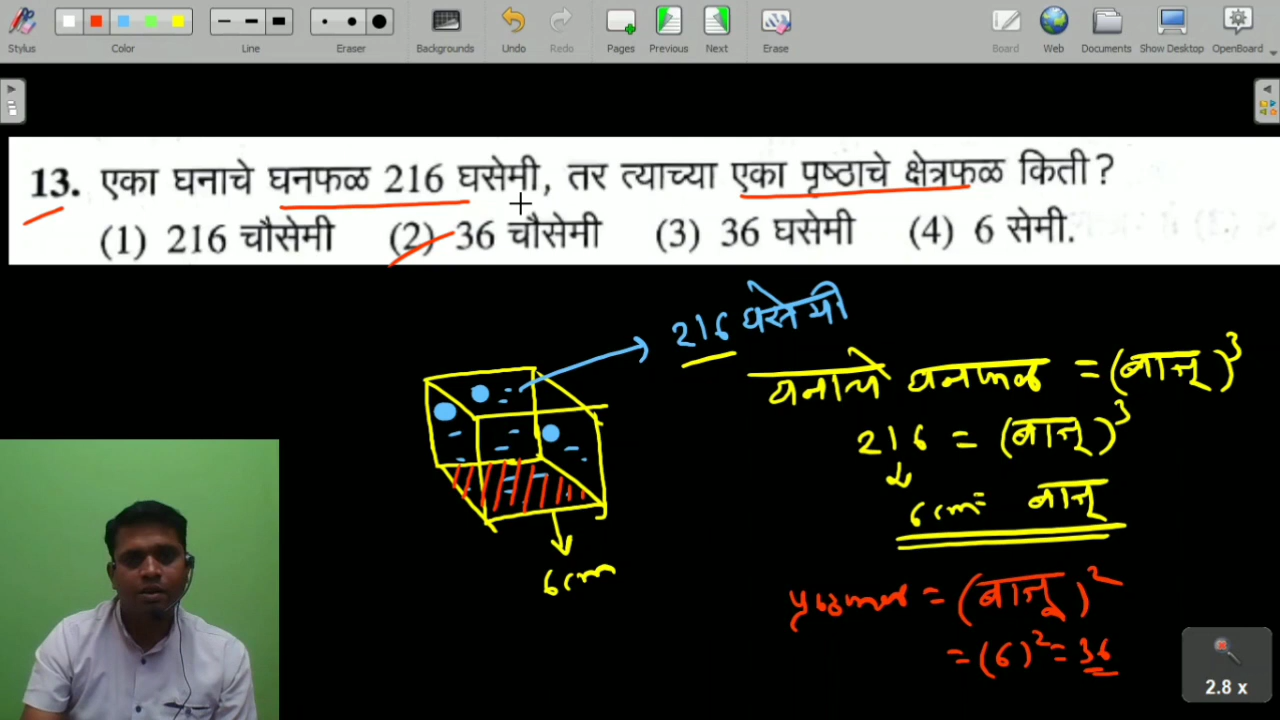 Stylus Color Line Eraser Backgrounds Undo Redo Pages Previous Next Erase Board Web Documents Show Desktop OpenBoard
13. एका घनाचे घनफळ 216 घसेमी, तर त्याच्या एका पृष्ठाचे क्षेत्रफळ किती?
(1) 216 चौसेमी (2) 36 चौसेमी (3) 36 घसेमी (4) 6 सेमी.
216 घसेमी
घनाचे घनफळ = (बाजू)³
216 = (बाजू)³
6cm = बाजू
6cm
पृष्ठफळ = (बाजू)²
= (6)² = 36
2.8 x